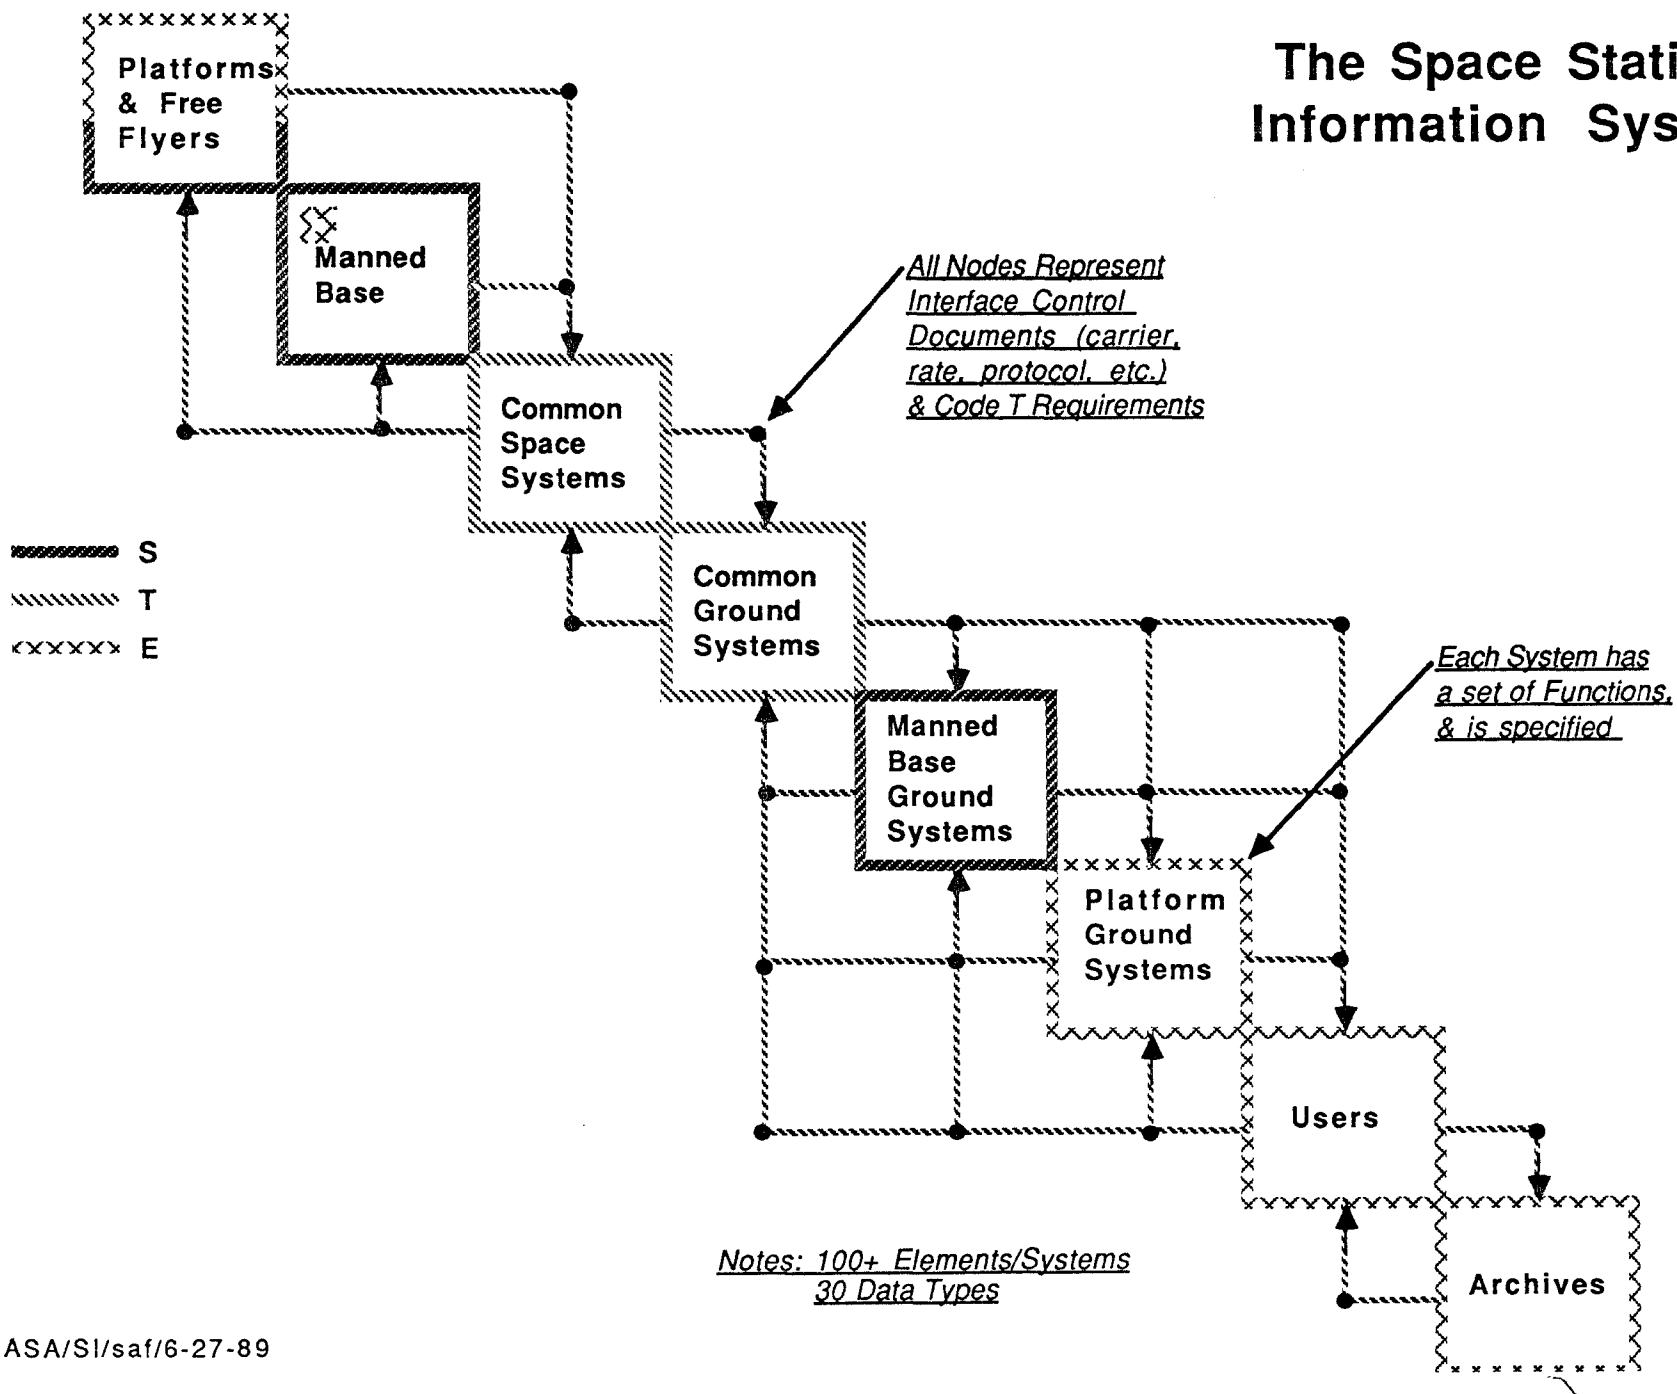 The Space Stati
Information Sys
Platforms
& Free
Flyers
Manned
Base
All Nodes Represent
Interface Control
Documents (carrier,
rate, protocol, etc.)
& Code T Requirements
Common
Space
Systems
S
T
E
Common
Ground
Systems
Each System has
a set of Functions,
& is specified
Manned
Base
Ground
Systems
Platform
Ground
Systems
Users
Notes: 100+ Elements/Systems
30 Data Types
Archives
ASA/SI/saf/6-27-89